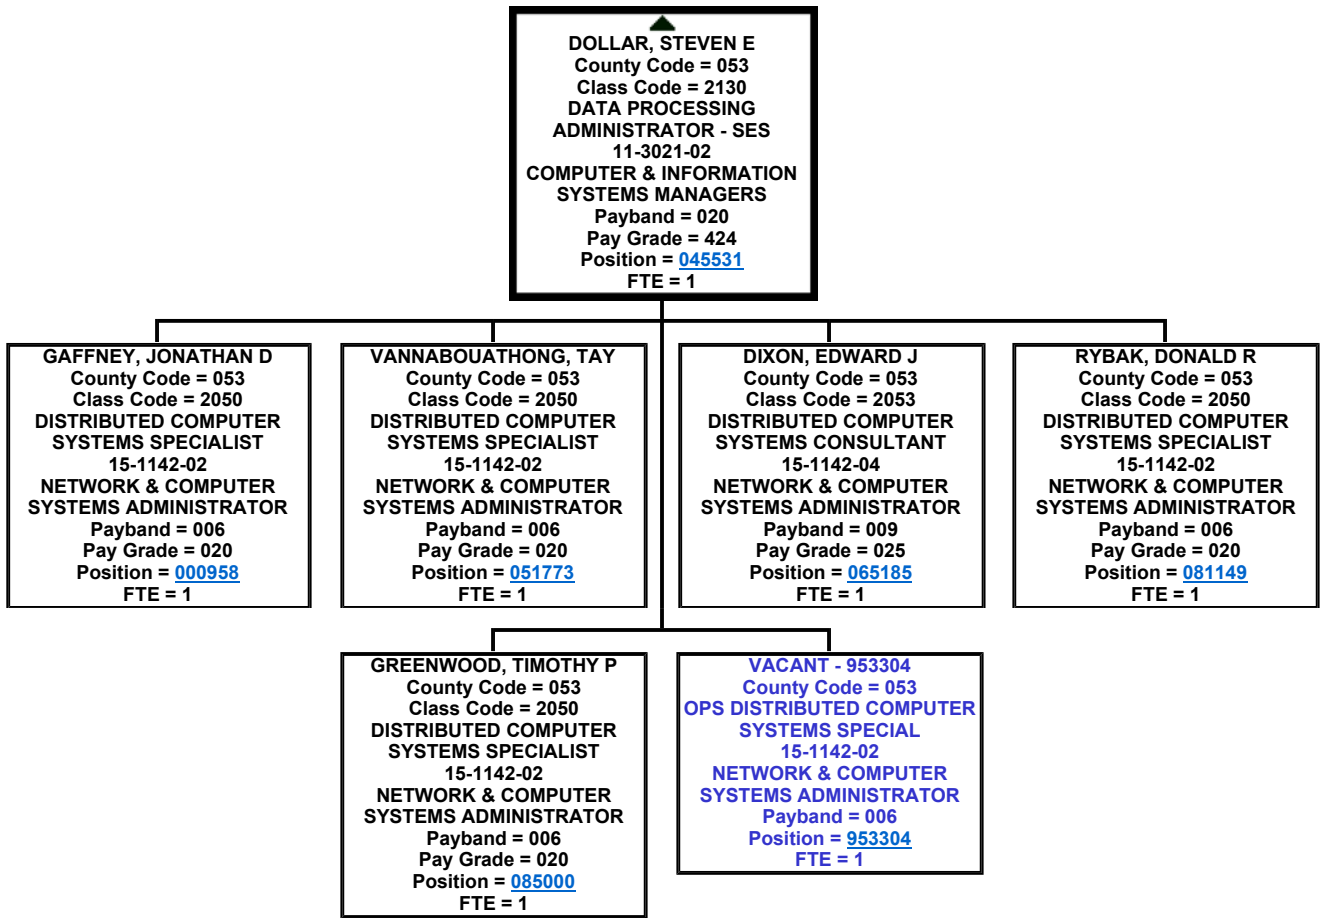 DOLLAR, STEVEN E
County Code = 053
Class Code = 2130
DATA PROCESSING
ADMINISTRATOR - SES
11-3021-02
COMPUTER & INFORMATION
SYSTEMS MANAGERS
Payband = 020
Pay Grade = 424
Position = 045531
FTE = 1
GAFFNEY, JONATHAN D
County Code = 053
Class Code = 2050
DISTRIBUTED COMPUTER
SYSTEMS SPECIALIST
15-1142-02
NETWORK & COMPUTER
SYSTEMS ADMINISTRATOR
Payband = 006
Pay Grade = 020
Position = 000958
FTE = 1
VANNABOUATHONG, TAY
County Code = 053
Class Code = 2050
DISTRIBUTED COMPUTER
SYSTEMS SPECIALIST
15-1142-02
NETWORK & COMPUTER
SYSTEMS ADMINISTRATOR
Payband = 006
Pay Grade = 020
Position = 051773
FTE = 1
DIXON, EDWARD J
County Code = 053
Class Code = 2053
DISTRIBUTED COMPUTER
SYSTEMS CONSULTANT
15-1142-04
NETWORK & COMPUTER
SYSTEMS ADMINISTRATOR
Payband = 009
Pay Grade = 025
Position = 065185
FTE = 1
RYBAK, DONALD R
County Code = 053
Class Code = 2050
DISTRIBUTED COMPUTER
SYSTEMS SPECIALIST
15-1142-02
NETWORK & COMPUTER
SYSTEMS ADMINISTRATOR
Payband = 006
Pay Grade = 020
Position = 081149
FTE = 1
GREENWOOD, TIMOTHY P
County Code = 053
Class Code = 2050
DISTRIBUTED COMPUTER
SYSTEMS SPECIALIST
15-1142-02
NETWORK & COMPUTER
SYSTEMS ADMINISTRATOR
Payband = 006
Pay Grade = 020
Position = 085000
FTE = 1
VACANT - 953304
County Code = 053
OPS DISTRIBUTED COMPUTER
SYSTEMS SPECIAL
15-1142-02
NETWORK & COMPUTER
SYSTEMS ADMINISTRATOR
Payband = 006
Position = 953304
FTE = 1